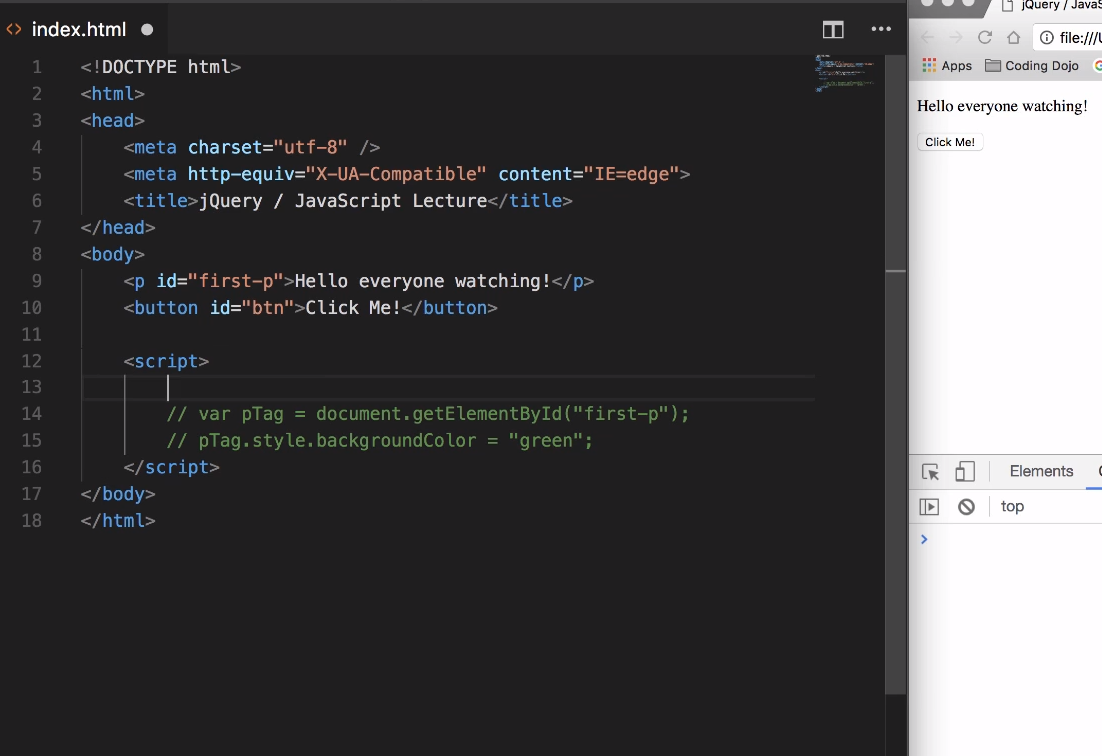 index.html
1 <!DOCTYPE html>
2 <html>
3 <head>
4 <meta charset="utf-8" />
5 <meta http-equiv="X-UA-Compatible" content="IE=edge">
6 <title>jQuery / JavaScript Lecture</title>
7 </head>
8 <body>
9 <p id="first-p">Hello everyone watching!</p>
10 <button id="btn">Click Me!</button>
11
12 <script>
13
14 // var pTag = document.getElementById("first-p");
15 // pTag.style.backgroundColor = "green";
16 </script>
17 </body>
18 </html>
jQuery / JavaS
file:///U
Apps Coding Dojo
Hello everyone watching!
Click Me!
Elements
top